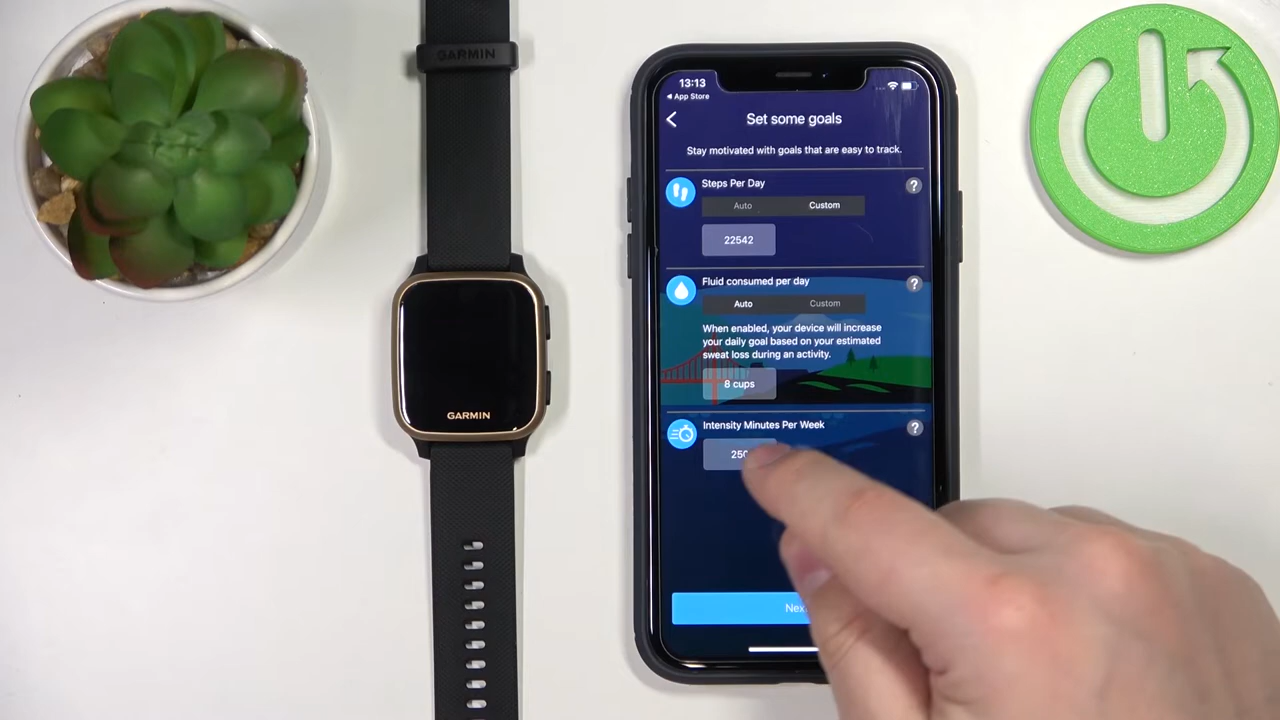 GARMIN
GARMIN
13:13
App Store
Set some goals
Stay motivated with goals that are easy to track.
Steps Per Day
?
Auto
Custom
22542
Fluid consumed per day
?
Auto
Custom
When enabled, your device will increase
your daily goal based on your estimated
sweat loss during an activity.
8 cups
Intensity Minutes Per Week
?